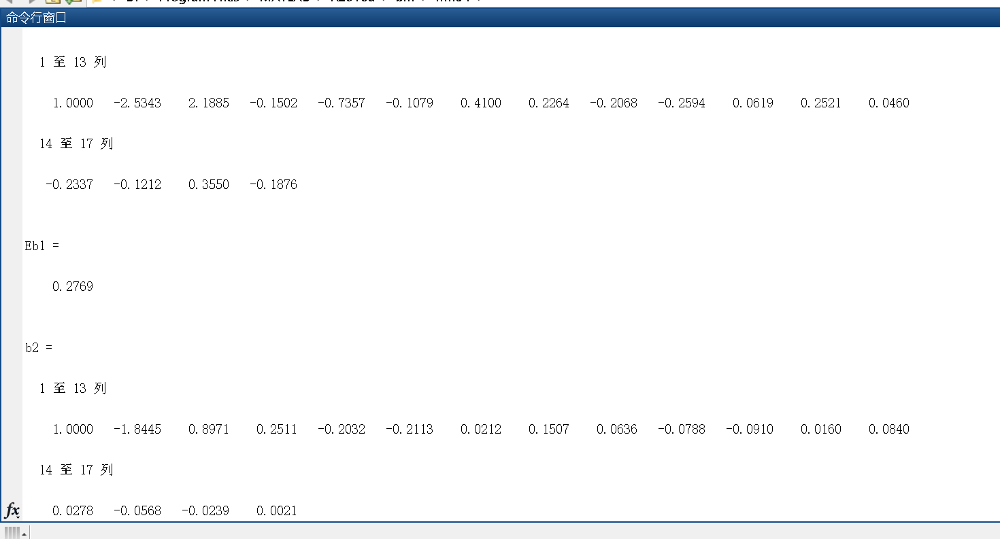 命令行窗口
1 至 13 列
1.0000 -2.5343 2.1885 -0.1502 -0.7357 -0.1079 0.4100 0.2264 -0.2068 -0.2594 0.0619 0.2521 0.0460
14 至 17 列
-0.2337 -0.1212 0.3550 -0.1876
Eb1 =
0.2769
b2 =
1 至 13 列
1.0000 -1.8445 0.8971 0.2511 -0.2032 -0.2113 0.0212 0.1507 0.0636 -0.0788 -0.0910 0.0160 0.0840
14 至 17 列
fx 0.0278 -0.0568 -0.0239 0.0021